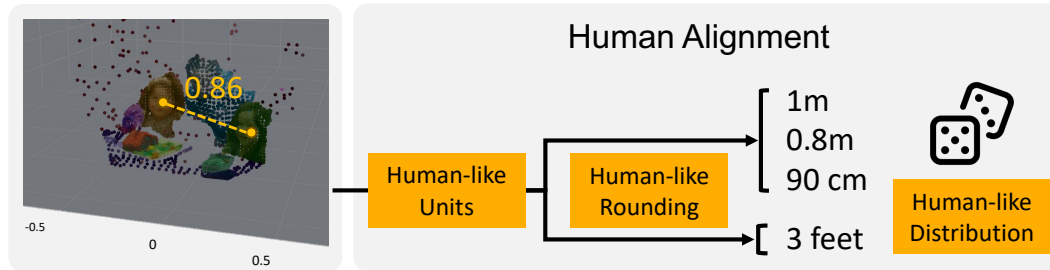 0.86
-0.5
0
0.5
Human Alignment
Human-like
Units
Human-like
Rounding
1m
0.8m
90 cm
3 feet
Human-like
Distribution